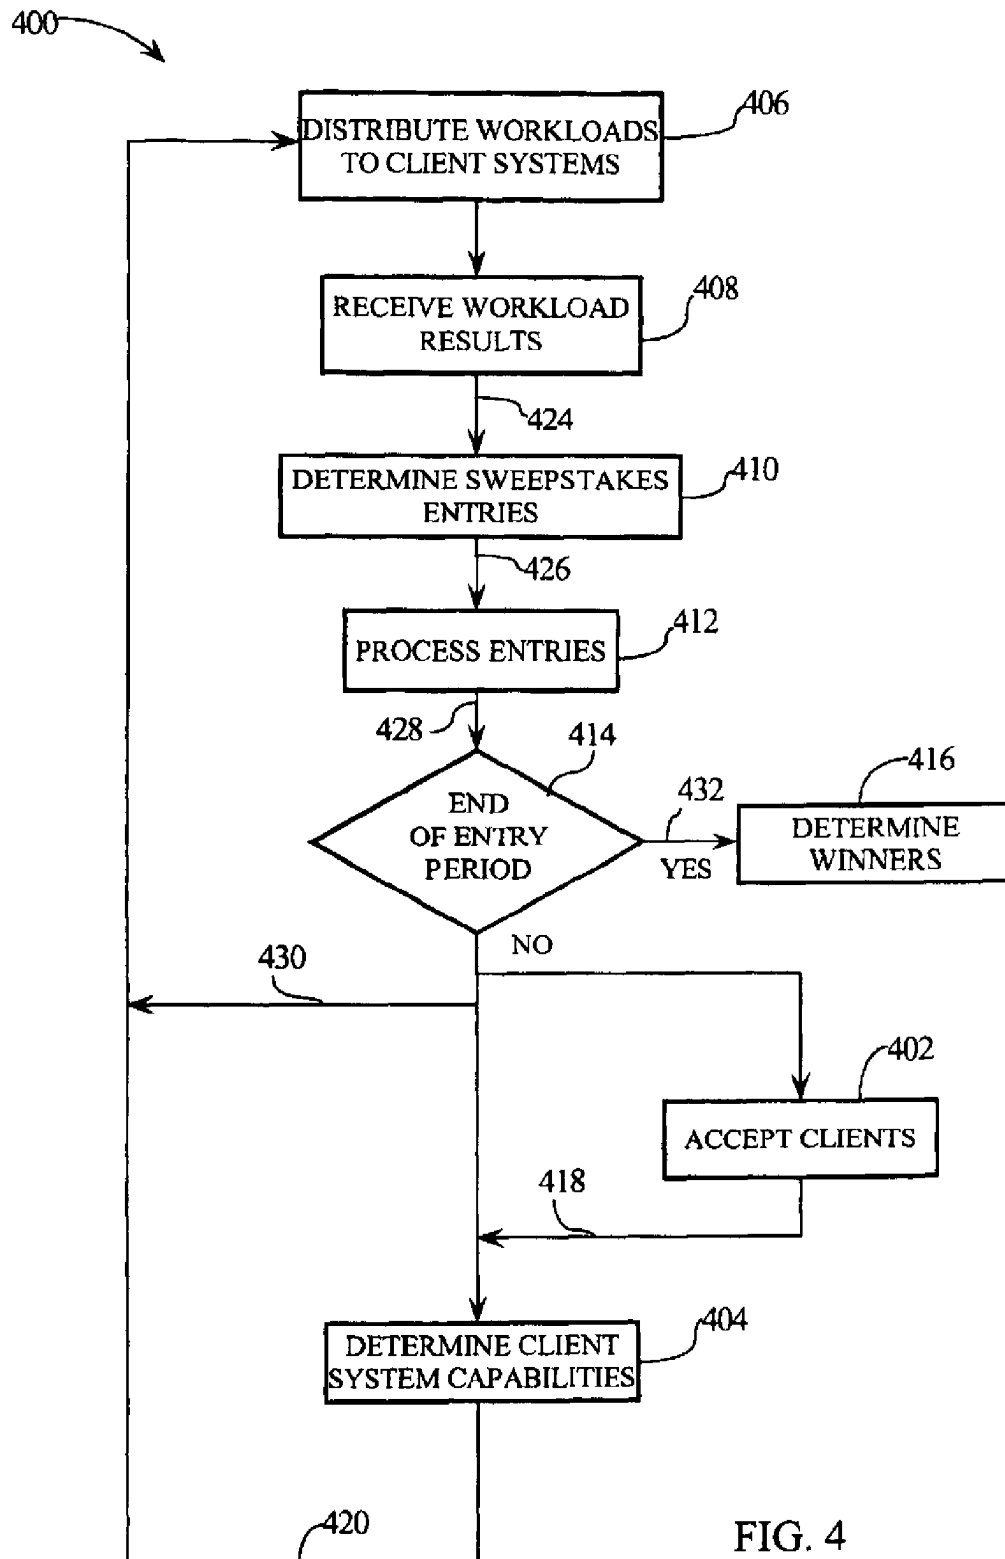 400
406
DISTRIBUTE WORKLOADS
TO CLIENT SYSTEMS
408
RECEIVE WORKLOAD
RESULTS
424
410
DETERMINE SWEEPSTAKES
ENTRIES
426
412
PROCESS ENTRIES
428
414
END
OF ENTRY
PERIOD
432
YES
416
DETERMINE
WINNERS
NO
430
402
ACCEPT CLIENTS
418
404
DETERMINE CLIENT
SYSTEM CAPABILITIES
420
FIG. 4